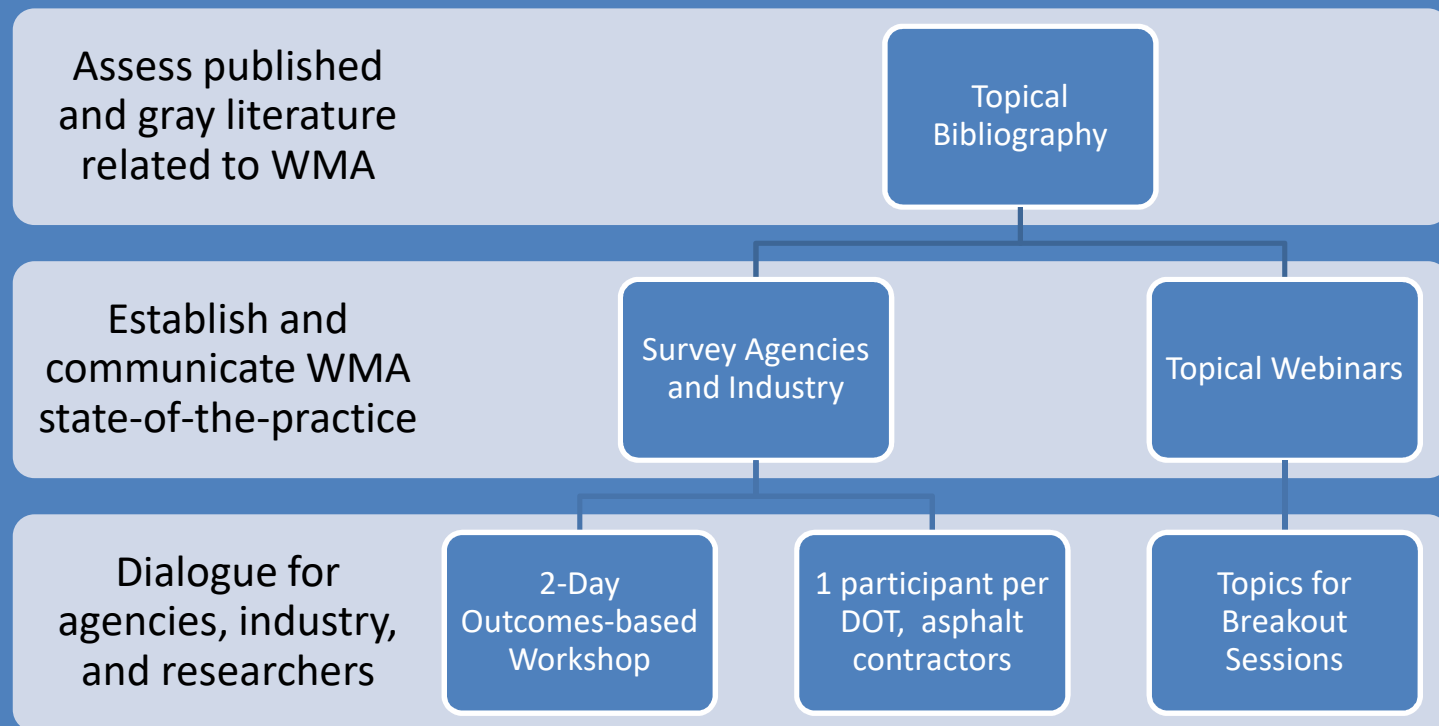 Assess published
and gray literature
related to WMA
Topical
Bibliography
Establish and
communicate WMA
state-of-the-practice
Survey Agencies
and Industry
Topical Webinars
Dialogue for
agencies, industry,
and researchers
2-Day
Outcomes-based
Workshop
1 participant per
DOT, asphalt
contractors
Topics for
Breakout
Sessions